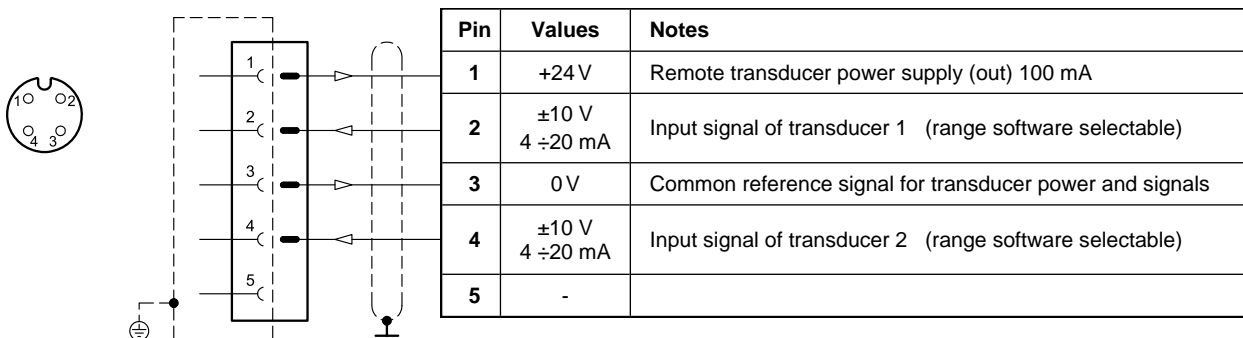 1 2
4 3
1
2
3
4
5
Pin Values Notes
1 +24 V Remote transducer power supply (out) 100 mA
2 ±10 V 4 ÷20 mA Input signal of transducer 1 (range software selectable)
3 0 V Common reference signal for transducer power and signals
4 ±10 V 4 ÷20 mA Input signal of transducer 2 (range software selectable)
5 -